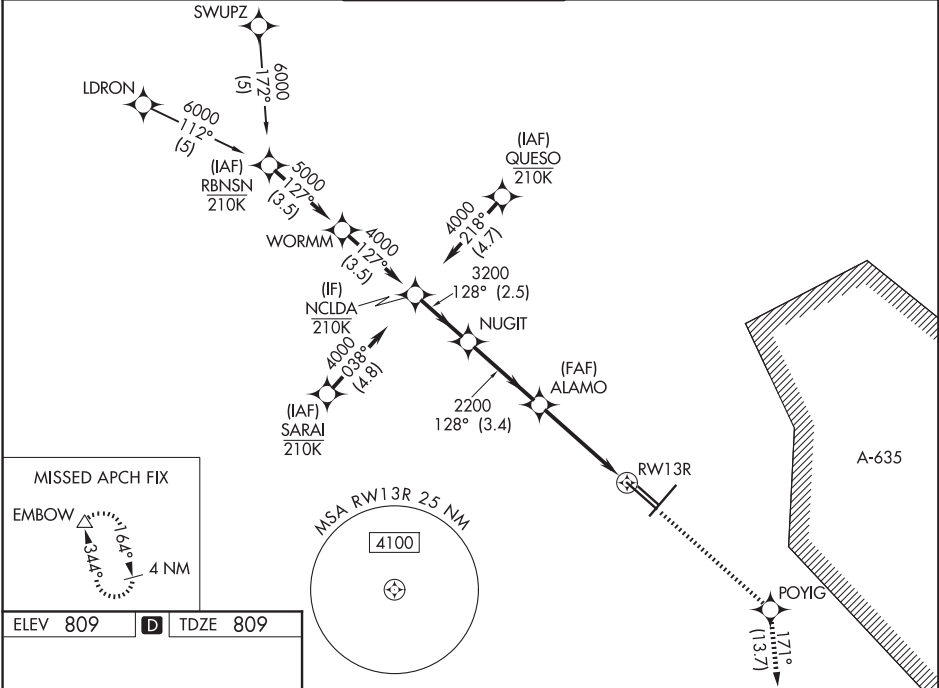 SWUPZ
6000
172°
(5)
LDRON
6000
112°
(5)
(IAF)
RBNSN
210K
5000
127°
(3.5)
(IAF)
QUESO
210K
4000
218°
(4.7)
WORMM
4000
127°
(3.5)
3200
128° (2.5)
(IF)
NCLDA
210K
NUGIT
4000
038°
(4.8)
(IAF)
SARAI
210K
(FAF)
ALAMO
2200
128° (3.4)
A-635
RW13R
MISSED APCH FIX
EMBOW
164°
344°
4 NM
MSA RW13R 25 NM
4100
POYIG
171°
(13.7)
ELEV 809 D TDZE 809